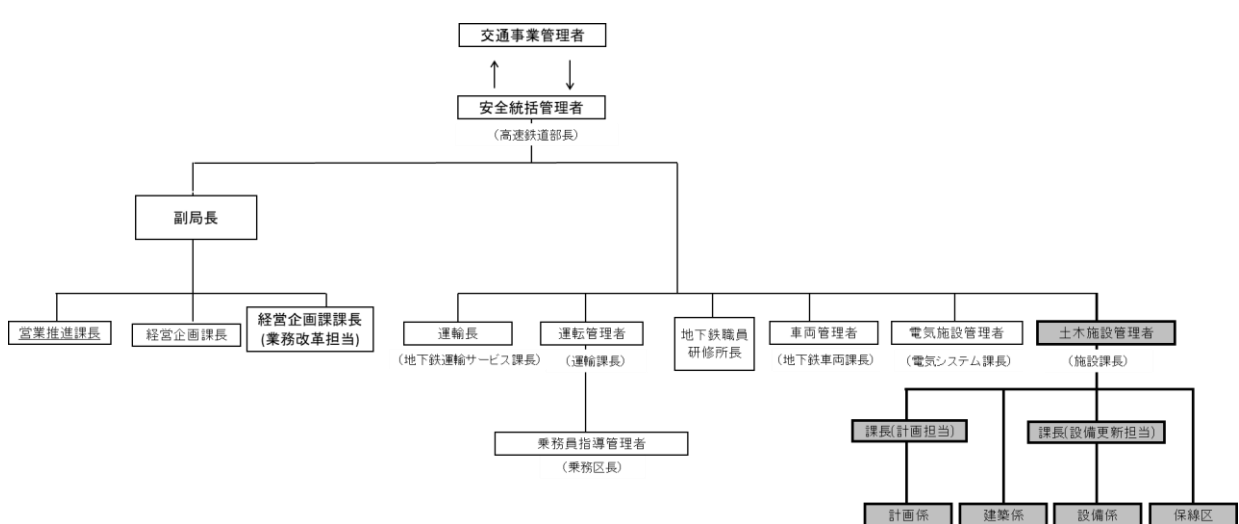 交通事業管理者
安全統括管理者
(高速鉄道部長)
副局長
営業推進課長
経営企画課長
経営企画課課長
(業務改革担当)
運輸長
(地下鉄運輸サービス課長)
運転管理者
(運輸課長)
地下鉄職員
研修所長
車両管理者
(地下鉄車両課長)
電気施設管理者
(電気システム課長)
土木施設管理者
(施設課長)
乗務員指導管理者
(乗務区長)
課長(計画担当)
課長(設備更新担当)
計画係
建築係
設備係
保線区